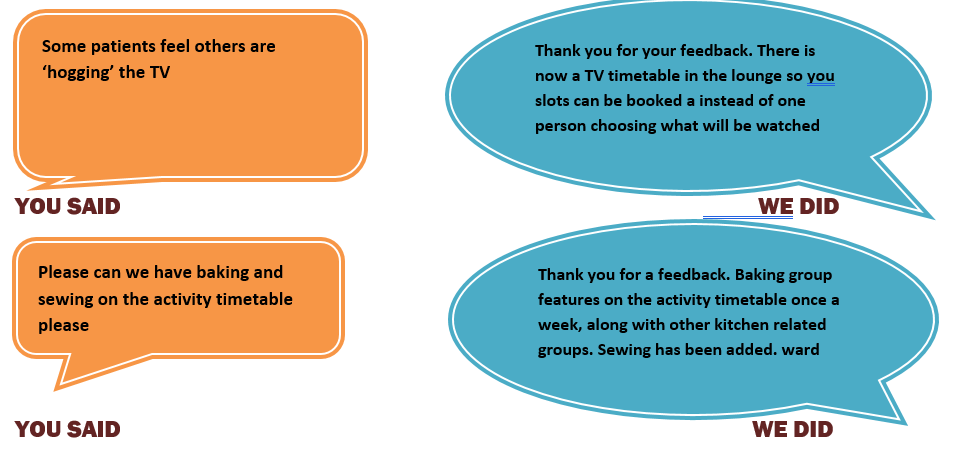 Some patients feel others are
‘hogging’ the TV
YOU SAID
Thank you for your feedback. There is
now a TV timetable in the lounge so you
slots can be booked a instead of one
person choosing what will be watched
WE DID
Please can we have baking and
sewing on the activity timetable
please
YOU SAID
Thank you for a feedback. Baking group
features on the activity timetable once a
week, along with other kitchen related
groups. Sewing has been added. ward
WE DID